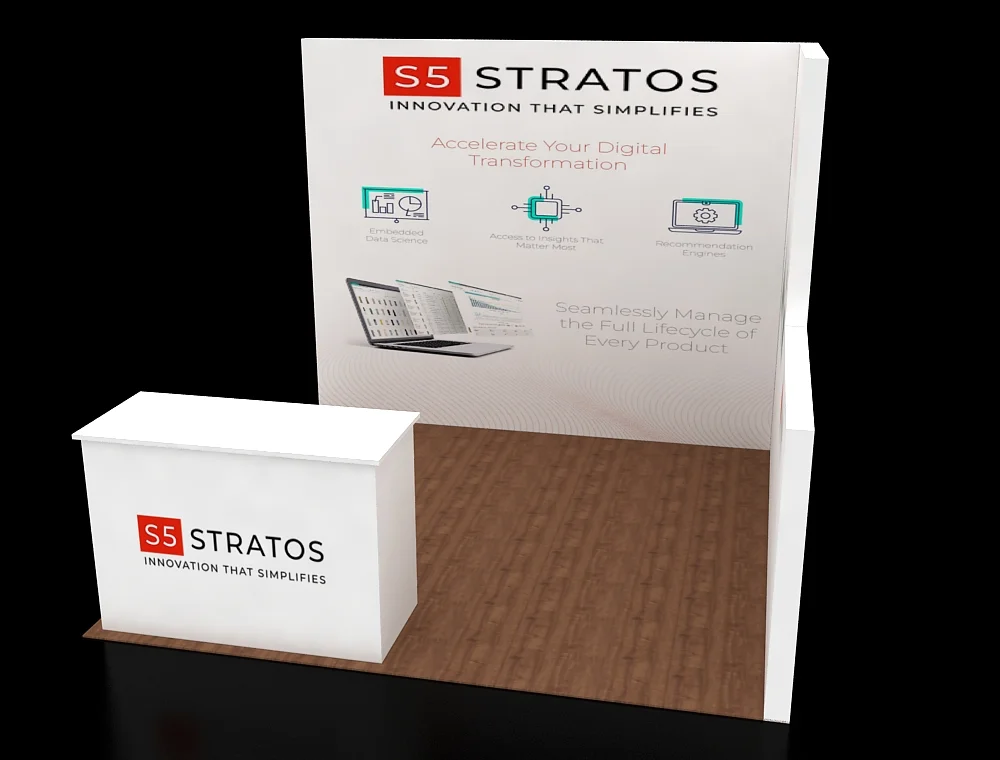 S5 STRATOS
INNOVATION THAT SIMPLIFIES
Accelerate Your Digital
Transformation
Embedded
Data Science
Access to Insights That
Matter Most
Recommendation
Engines
Seamlessly Manage
the Full Lifecycle of
Every Product
S5 STRATOS
INNOVATION THAT SIMPLIFIES